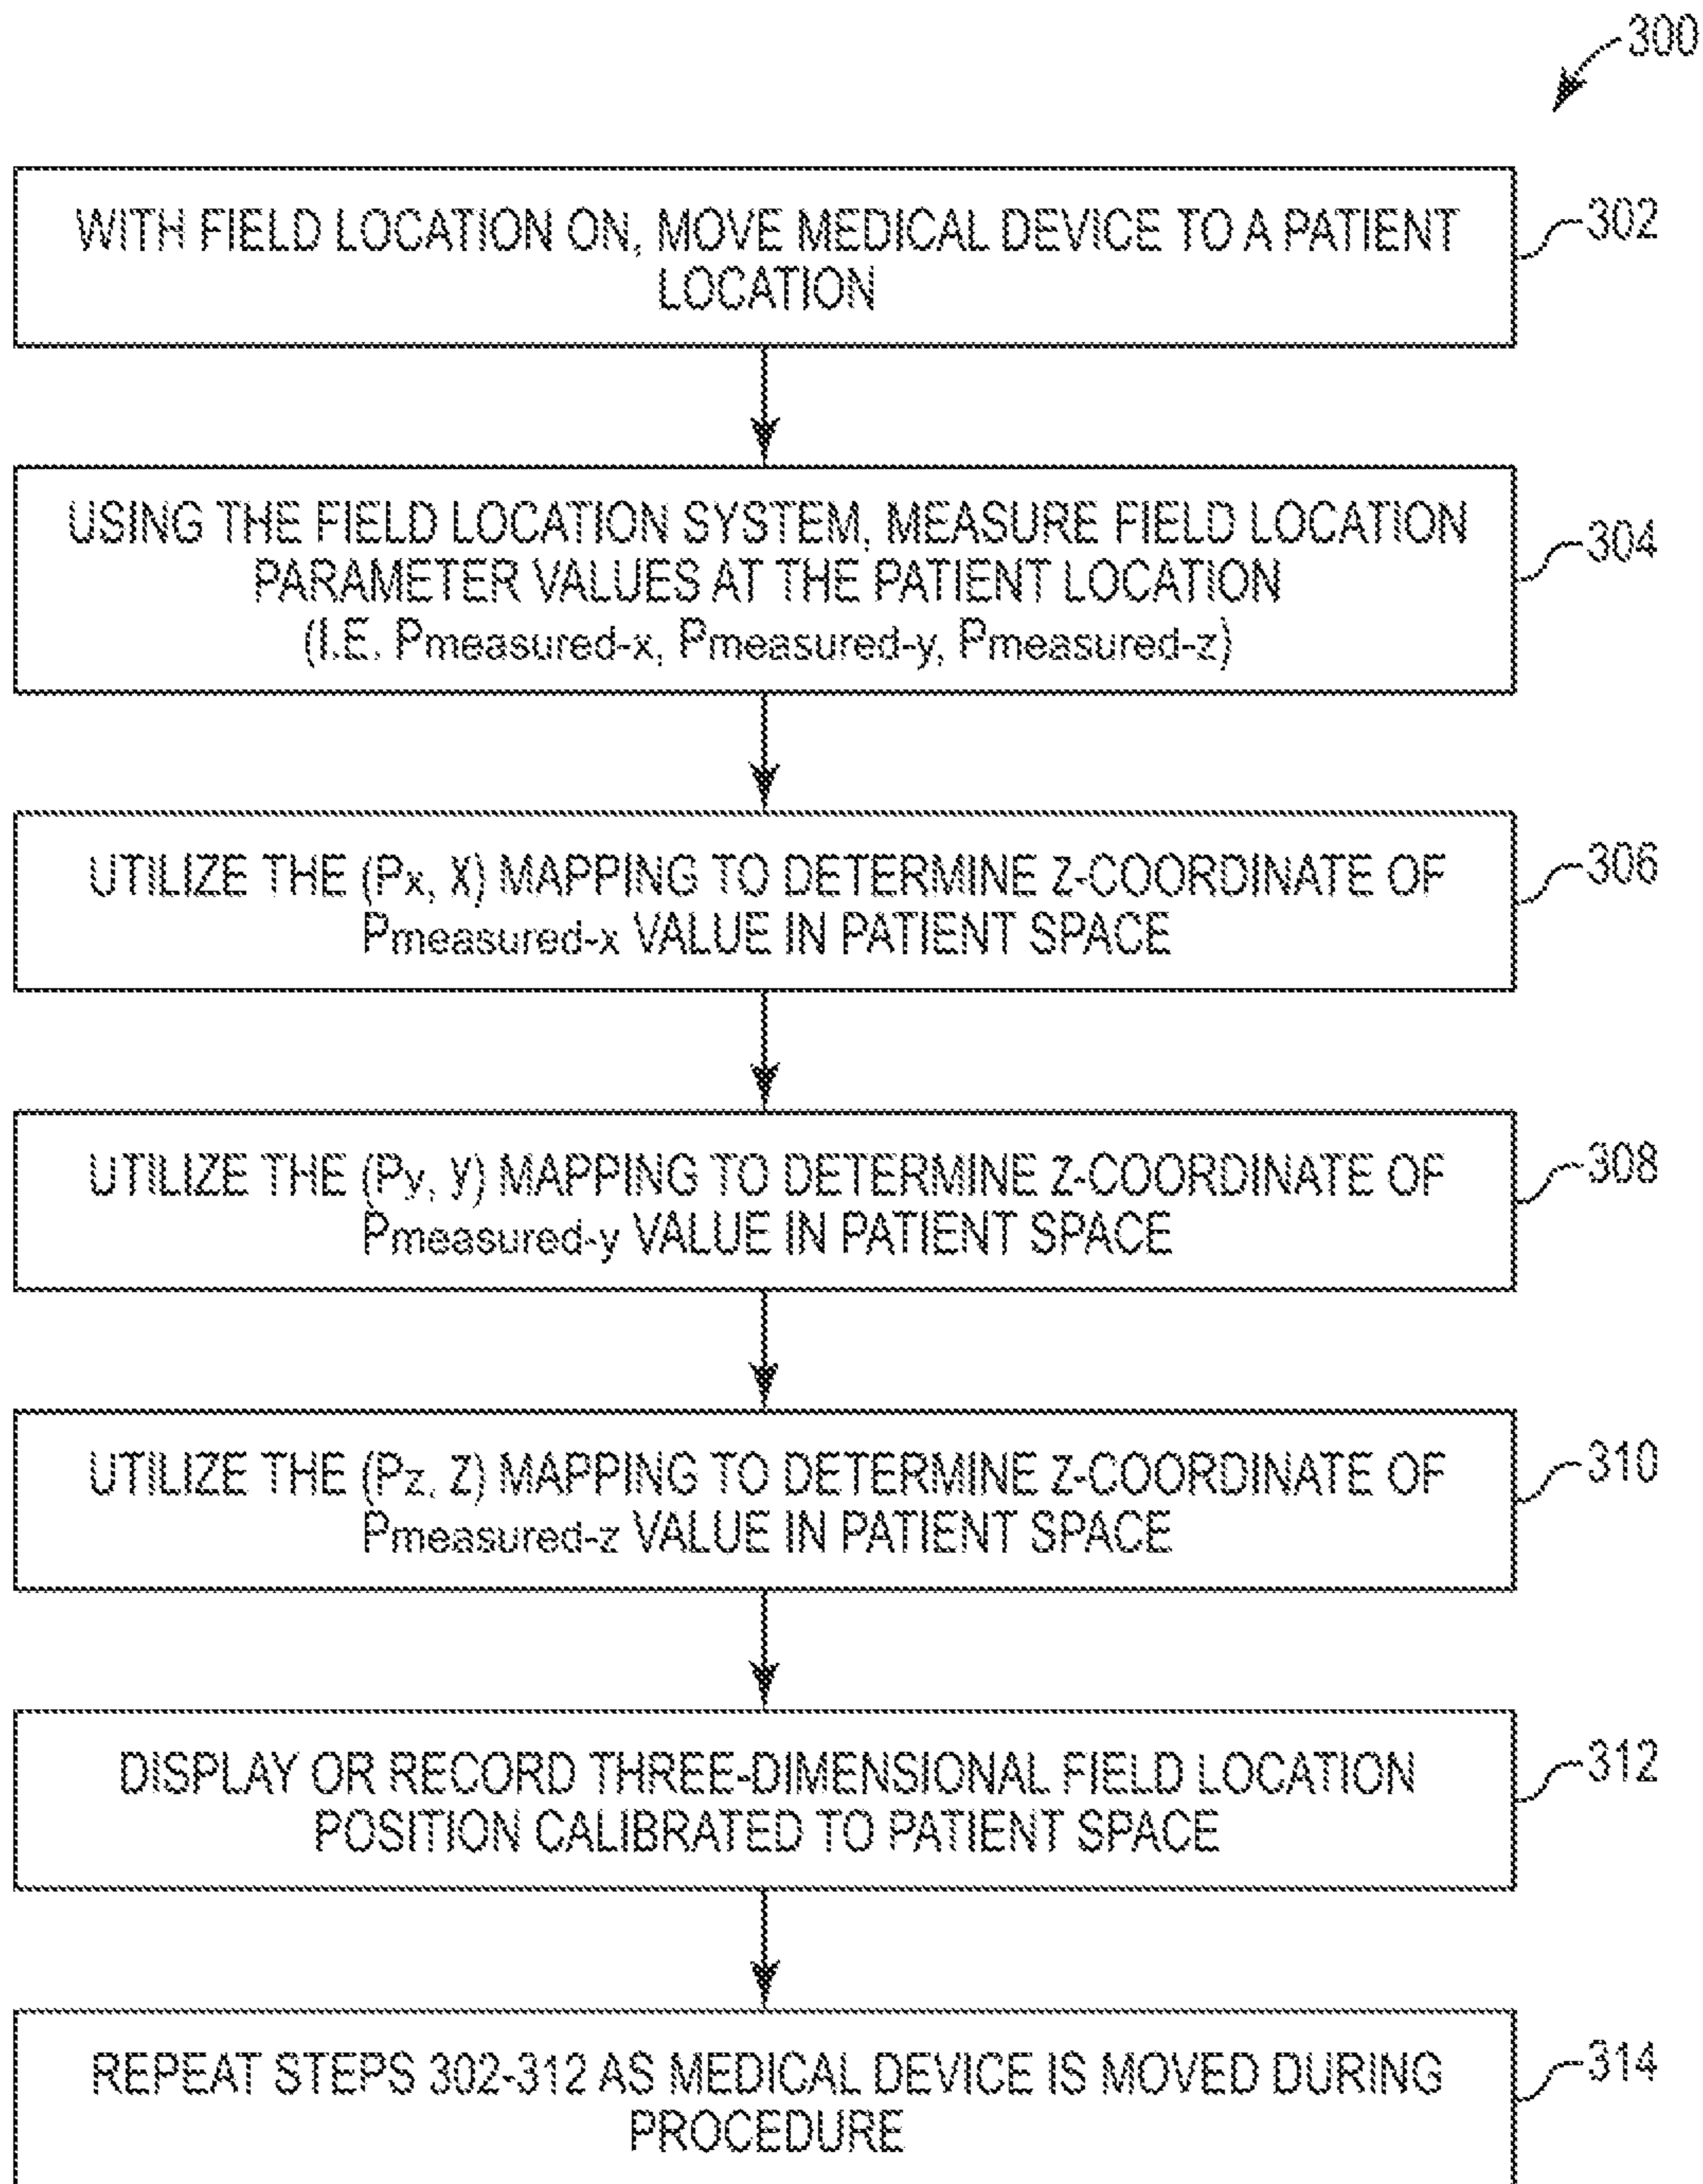 300
WITH FIELD LOCATION ON, MOVE MEDICAL DEVICE TO A PATIENT
LOCATION
302
USING THE FIELD LOCATION SYSTEM, MEASURE FIELD LOCATION
PARAMETER VALUES AT THE PATIENT LOCATION
(I.E. Pmeasured-x, Pmeasured-y, Pmeasured-z)
304
UTILIZE THE (Px, X) MAPPING TO DETERMINE Z-COORDINATE OF
Pmeasured-x VALUE IN PATIENT SPACE
306
UTILIZE THE (Py, Y) MAPPING TO DETERMINE Z-COORDINATE OF
Pmeasured-y VALUE IN PATIENT SPACE
308
UTILIZE THE (Pz, Z) MAPPING TO DETERMINE Z-COORDINATE OF
Pmeasured-z VALUE IN PATIENT SPACE
310
DISPLAY OR RECORD THREE-DIMENSIONAL FIELD LOCATION
POSITION CALIBRATED TO PATIENT SPACE
312
REPEAT STEPS 302-312 AS MEDICAL DEVICE IS MOVED DURING
PROCEDURE
314